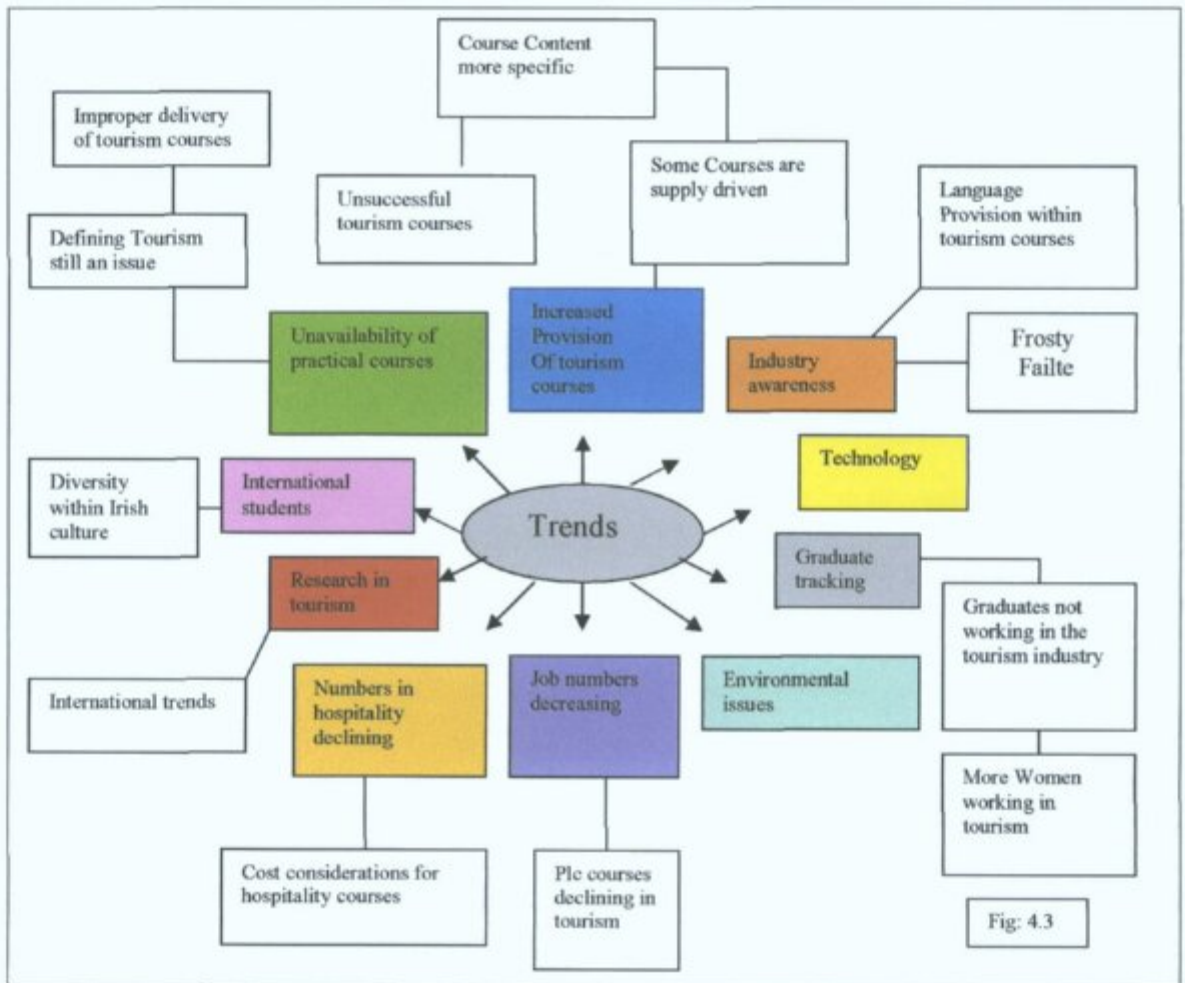 Course Content
more specific
Improper delivery
of tourism courses
Some Courses are
supply driven
Unsuccessful
tourism courses
Language
Provision within
tourism courses
Defining Tourism
still an issue
Unavailability of
practical courses
Increased
Provision
Of tourism
courses
Industry
awareness
Frosty
Failte
Technology
Diversity
within Irish
culture
International
students
Trends
Graduate
tracking
Research in
tourism
Graduates not
working in the
tourism industry
International trends
Numbers in
hospitality
declining
Job numbers
decreasing
Environmental
issues
More Women
working in
tourism
Cost considerations for
hospitality courses
Plc courses
declining in
tourism
Fig: 4.3